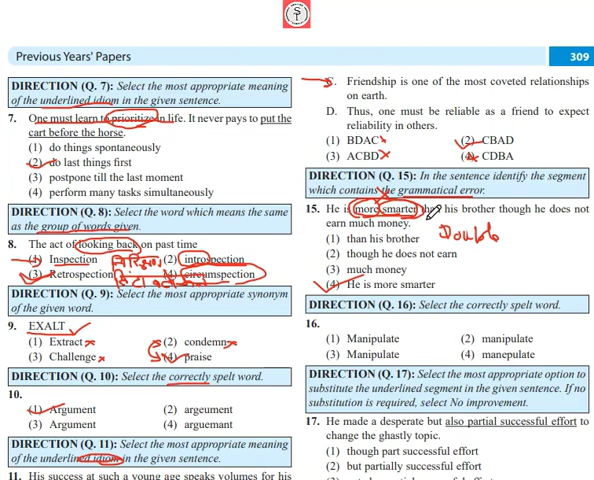 Previous Years' Papers
309
DIRECTION (Q. 7): Select the most appropriate meaning
of the underlined idiom in the given sentence.
7. One must learn to prioritize in life. It never pays to put the
cart before the horse.
(1) do things spontaneously
(2) do last things first
(3) postpone till the last moment
(4) perform many tasks simultaneously
DIRECTION (Q. 8): Select the word which means the same
as the group of words given.
8. The act of looking back on past time
(1) Inspection (2) introspection
(3) Retrospection (4) circumspection
DIRECTION (Q. 9): Select the most appropriate synonym
of the given word.
9. EXALT
(1) Extract (2) condemn
(3) Challenge (4) praise
DIRECTION (Q. 10): Select the correctly spelt word.
10.
(1) Argument (2) argeument
(3) Arguement (4) arguemant
DIRECTION (Q. 11): Select the most appropriate meaning
of the underlined idiom in the given sentence.
11. His success at such a young age speaks volumes for his
C. Friendship is one of the most coveted relationships
on earth.
D. Thus, one must be reliable as a friend to expect
reliability in others.
(1) BDAC (2) CBAD
(3) ACBD (4) CDBA
DIRECTION (Q. 15): In the sentence identify the segment
which contains the grammatical error.
15. He is more smarter than his brother though he does not
earn much money.
Double
(1) than his brother
(2) though he does not earn
(3) much money
(4) He is more smarter
DIRECTION (Q. 16): Select the correctly spelt word.
16.
(1) Manipulate (2) manipulate
(3) Manipulate (4) manepulate
DIRECTION (Q. 17): Select the most appropriate option to
substitute the underlined segment in the given sentence. If no
substitution is required, select No improvement.
17. He made a desperate but also partial successful effort to
change the ghastly topic.
(1) though part successful effort
(2) but partially successful effort